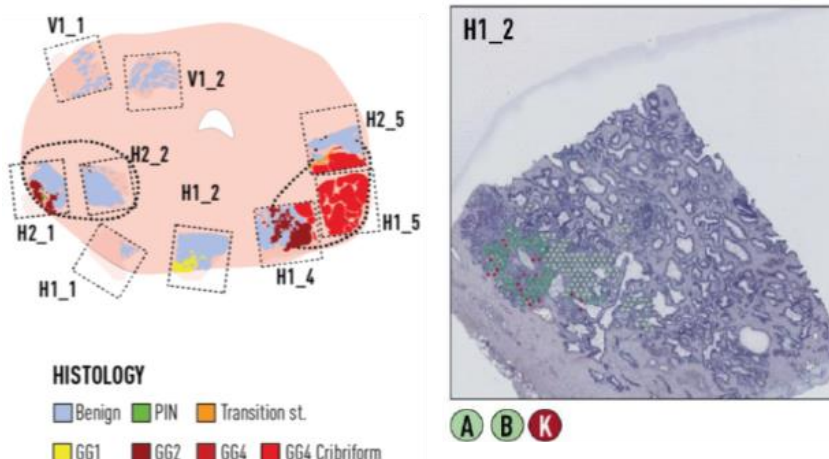 V1_1
V1_2
H2_5
H2_2
H1_2
H2_1
H1_5
H1_1
H1_4
HISTOLOGY
Benign PIN Transition st.
GG1 GG2 GG4 GG4 Cribriform
H1_2
A B K